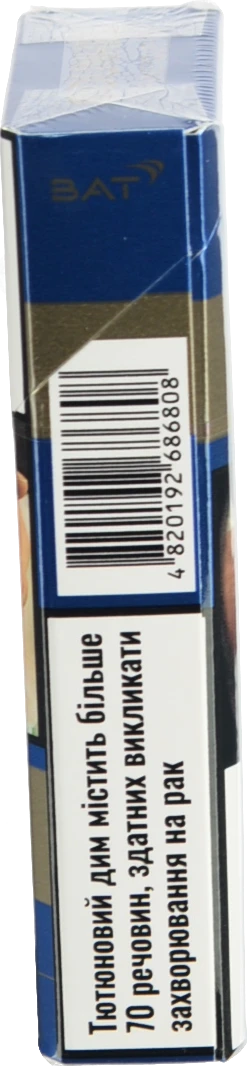 BAT
4 820192 686808
Тютюновий дим містить більше
70 речовин, здатних викликати
захворювання на рак